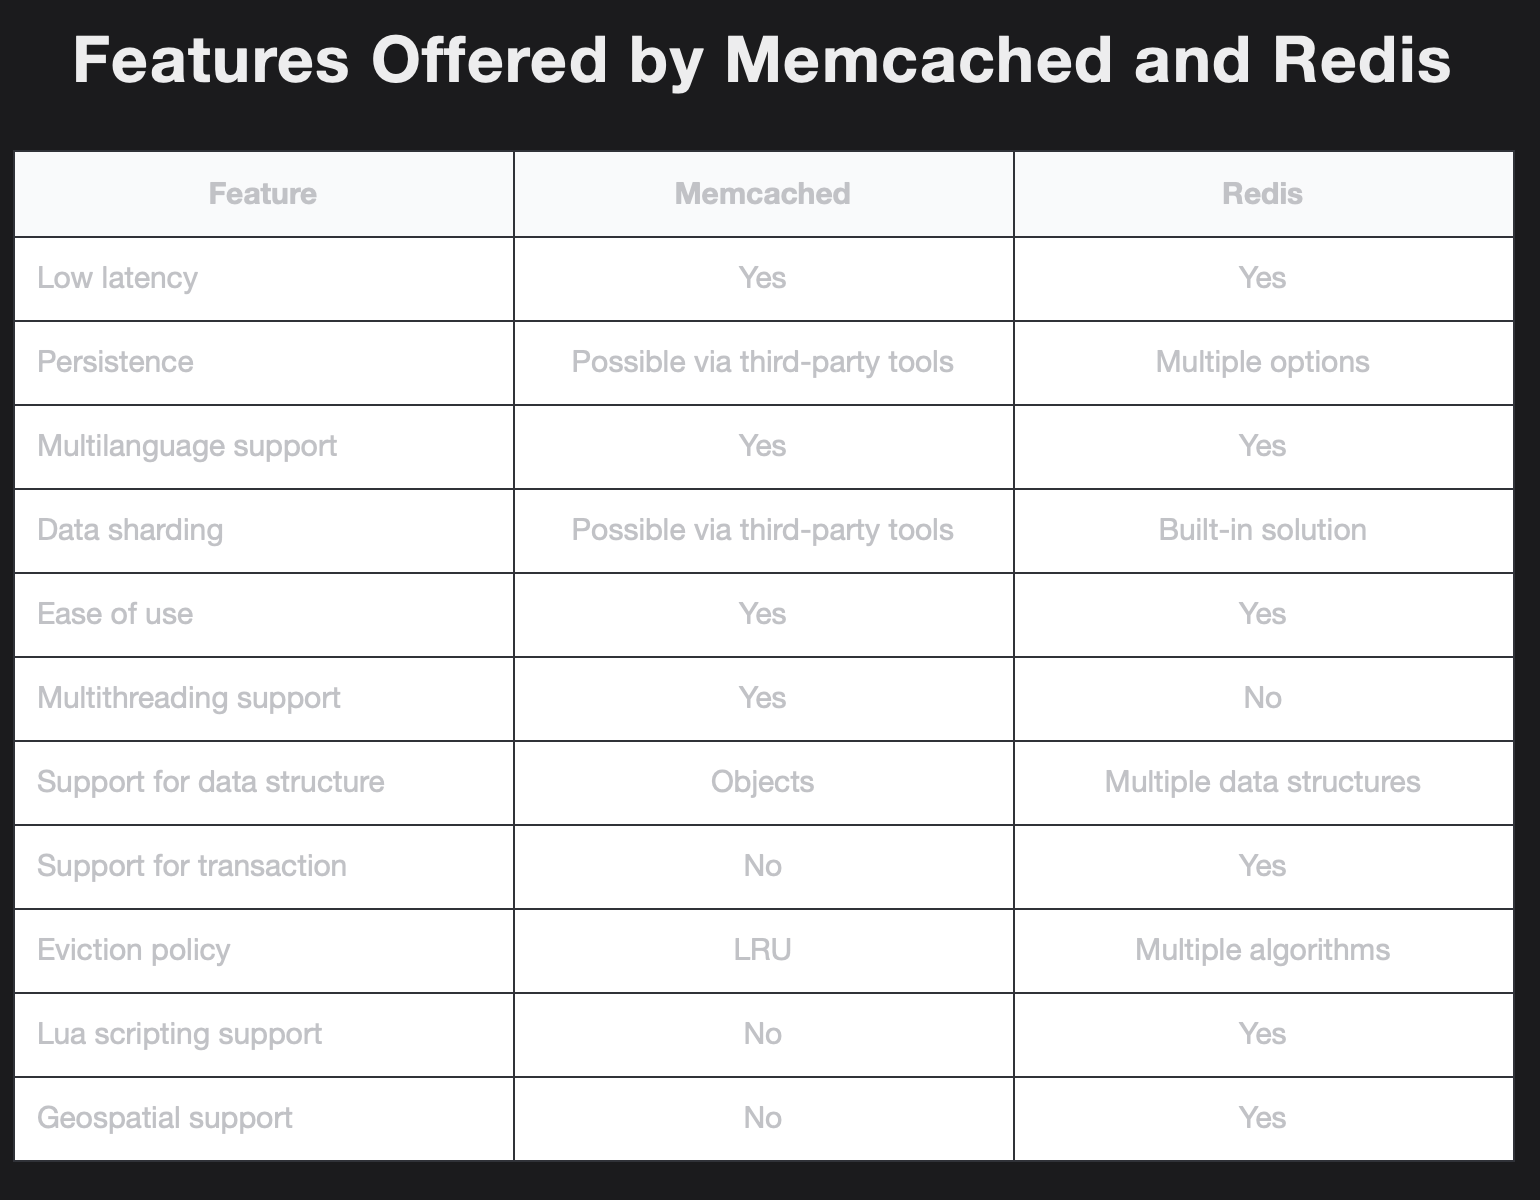 Features Offered by Memcached and Redis
Feature Memcached Redis
Low latency Yes Yes
Persistence Possible via third-party tools Multiple options
Multilanguage support Yes Yes
Data sharding Possible via third-party tools Built-in solution
Ease of use Yes Yes
Multithreading support Yes No
Support for data structure Objects Multiple data structures
Support for transaction No Yes
Eviction policy LRU Multiple algorithms
Lua scripting support No Yes
Geospatial support No Yes